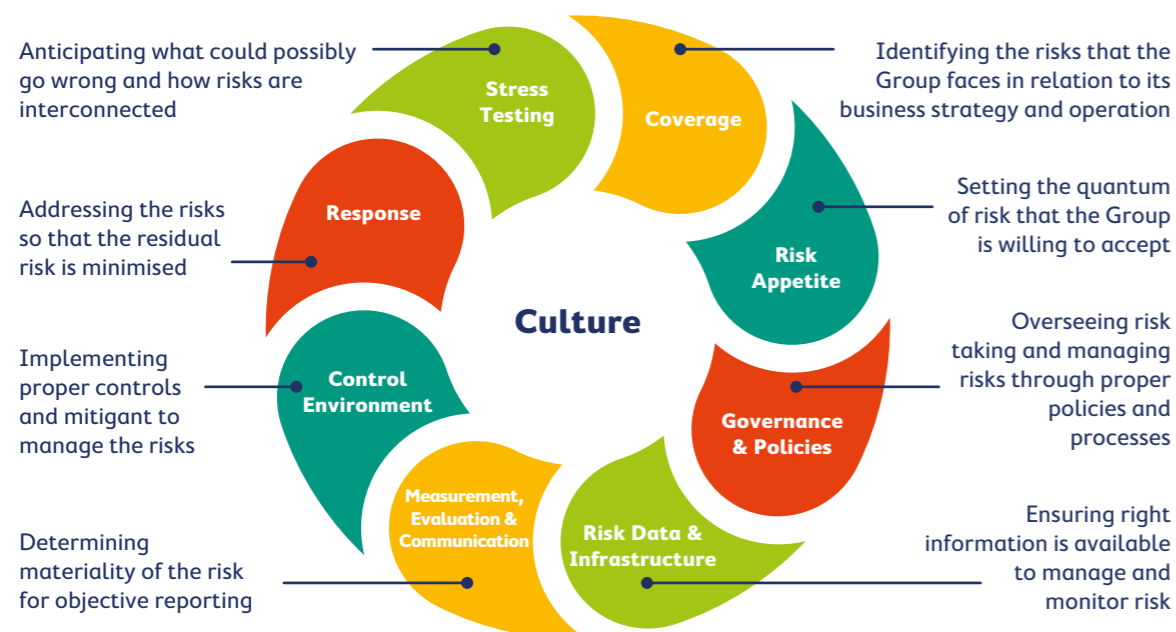 Anticipating what could possibly
go wrong and how risks are
interconnected
Stress
Testing
Coverage
Identifying the risks that the
Group faces in relation to its
business strategy and operation
Addressing the risks
so that the residual
risk is minimised
Response
Risk
Appetite
Setting the quantum
of risk that the Group
is willing to accept
Culture
Implementing
proper controls
and mitigant to
manage the risks
Control
Environment
Governance
& Policies
Overseeing risk
taking and managing
risks through proper
policies and
processes
Determining
materiality of the risk
for objective reporting
Measurement,
Evaluation &
Communication
Risk Data &
Infrastructure
Ensuring right
information is available
to manage and
monitor risk